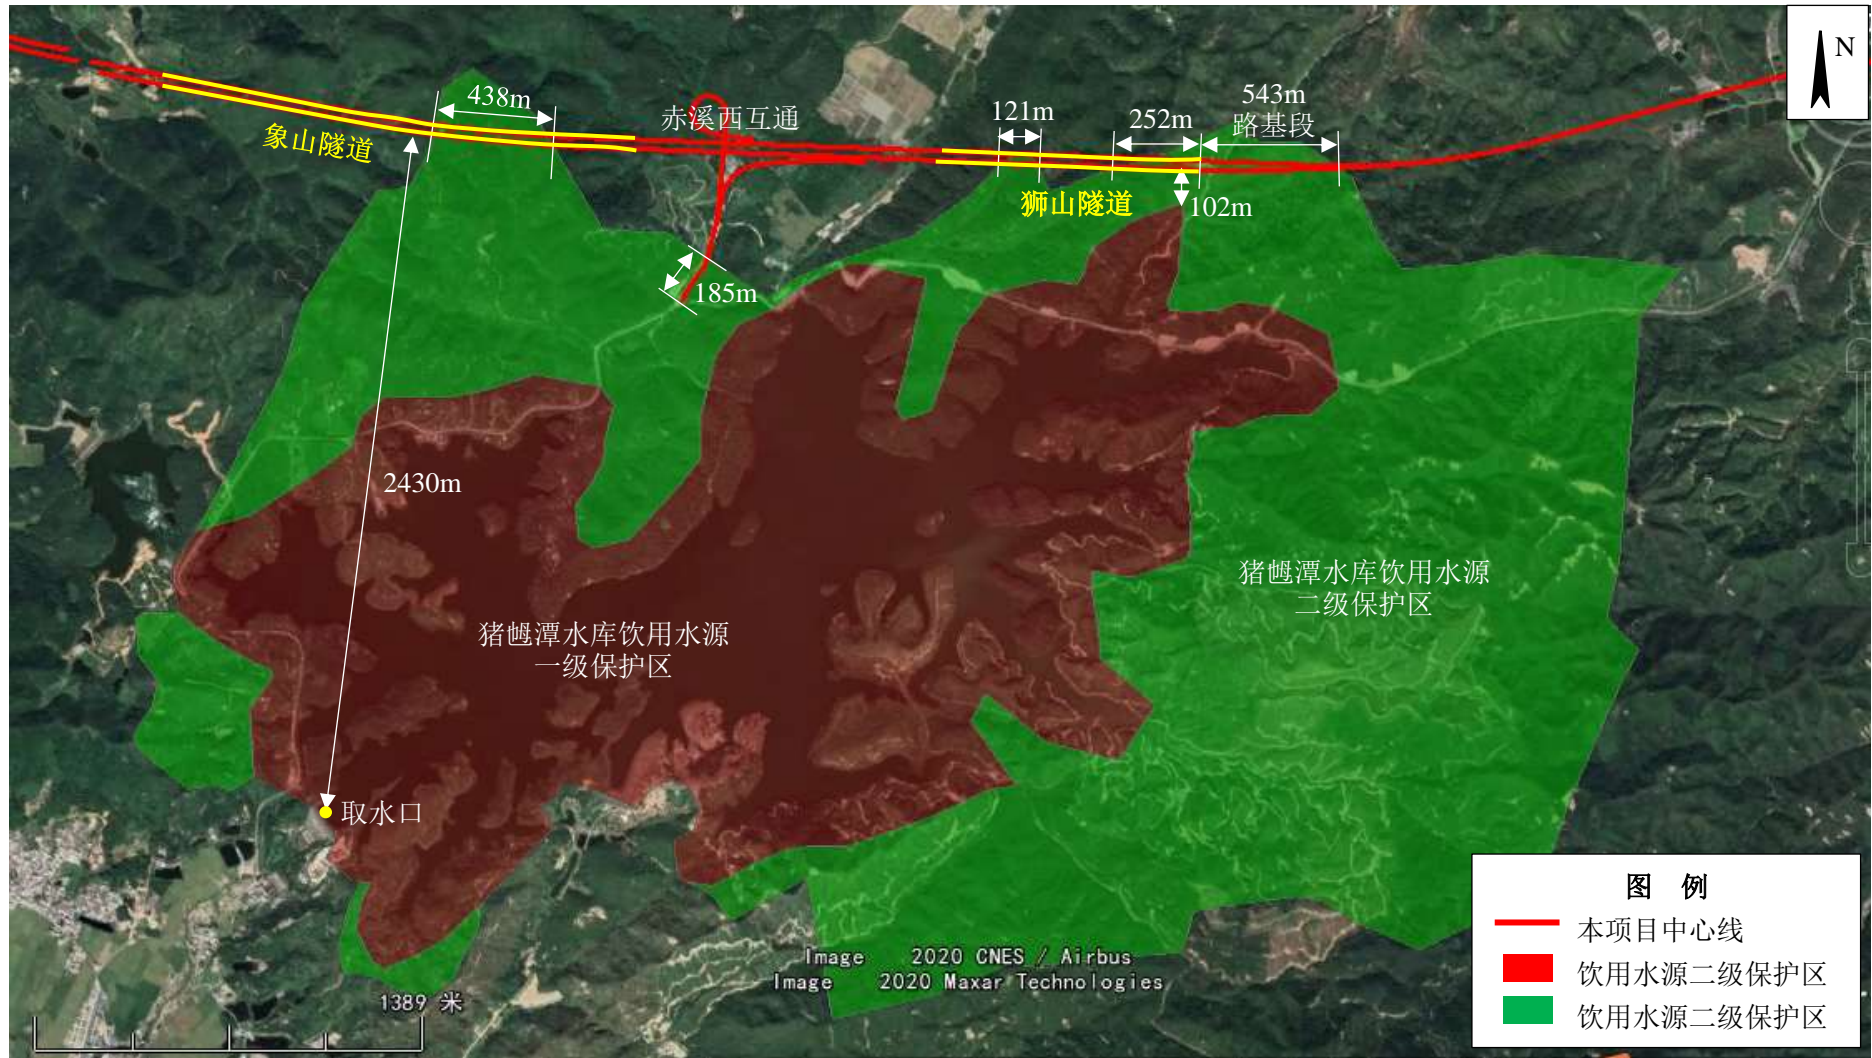 N
438m
赤溪西互通
121m
252m
543m
路基段
象山隧道
狮山隧道
102m
185m
2430m
猪乸潭水库饮用水源
二级保护区
猪乸潭水库饮用水源
一级保护区
取水口
图 例
本项目中心线
饮用水源二级保护区
饮用水源二级保护区
Image 2020 CNES / Airbus
Image 2020 Maxar Technologies
1389 米